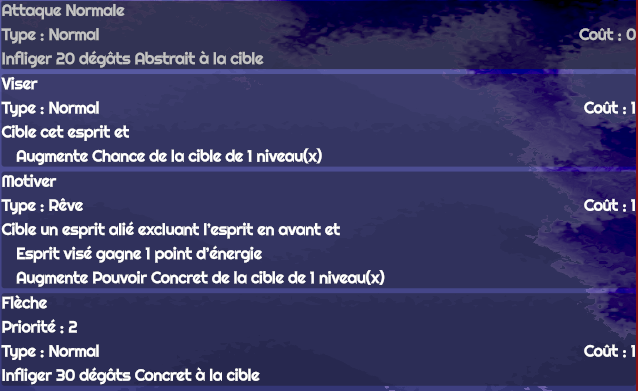 Attaque Normale
Type : Normal Coût : 0
Infliger 20 dégâts Abstrait à la cible
Viser
Type : Normal Coût : 1
Cible cet esprit et
Augmente Chance de la cible de 1 niveau(x)
Motiver
Type : Rêve Coût : 1
Cible un esprit alié excluant l'esprit en avant et
Esprit visé gagne 1 point d'énergie
Augmente Pouvoir Concret de la cible de 1 niveau(x)
Flèche
Priorité : 2
Type : Normal Coût : 1
Infliger 30 dégâts Concret à la cible